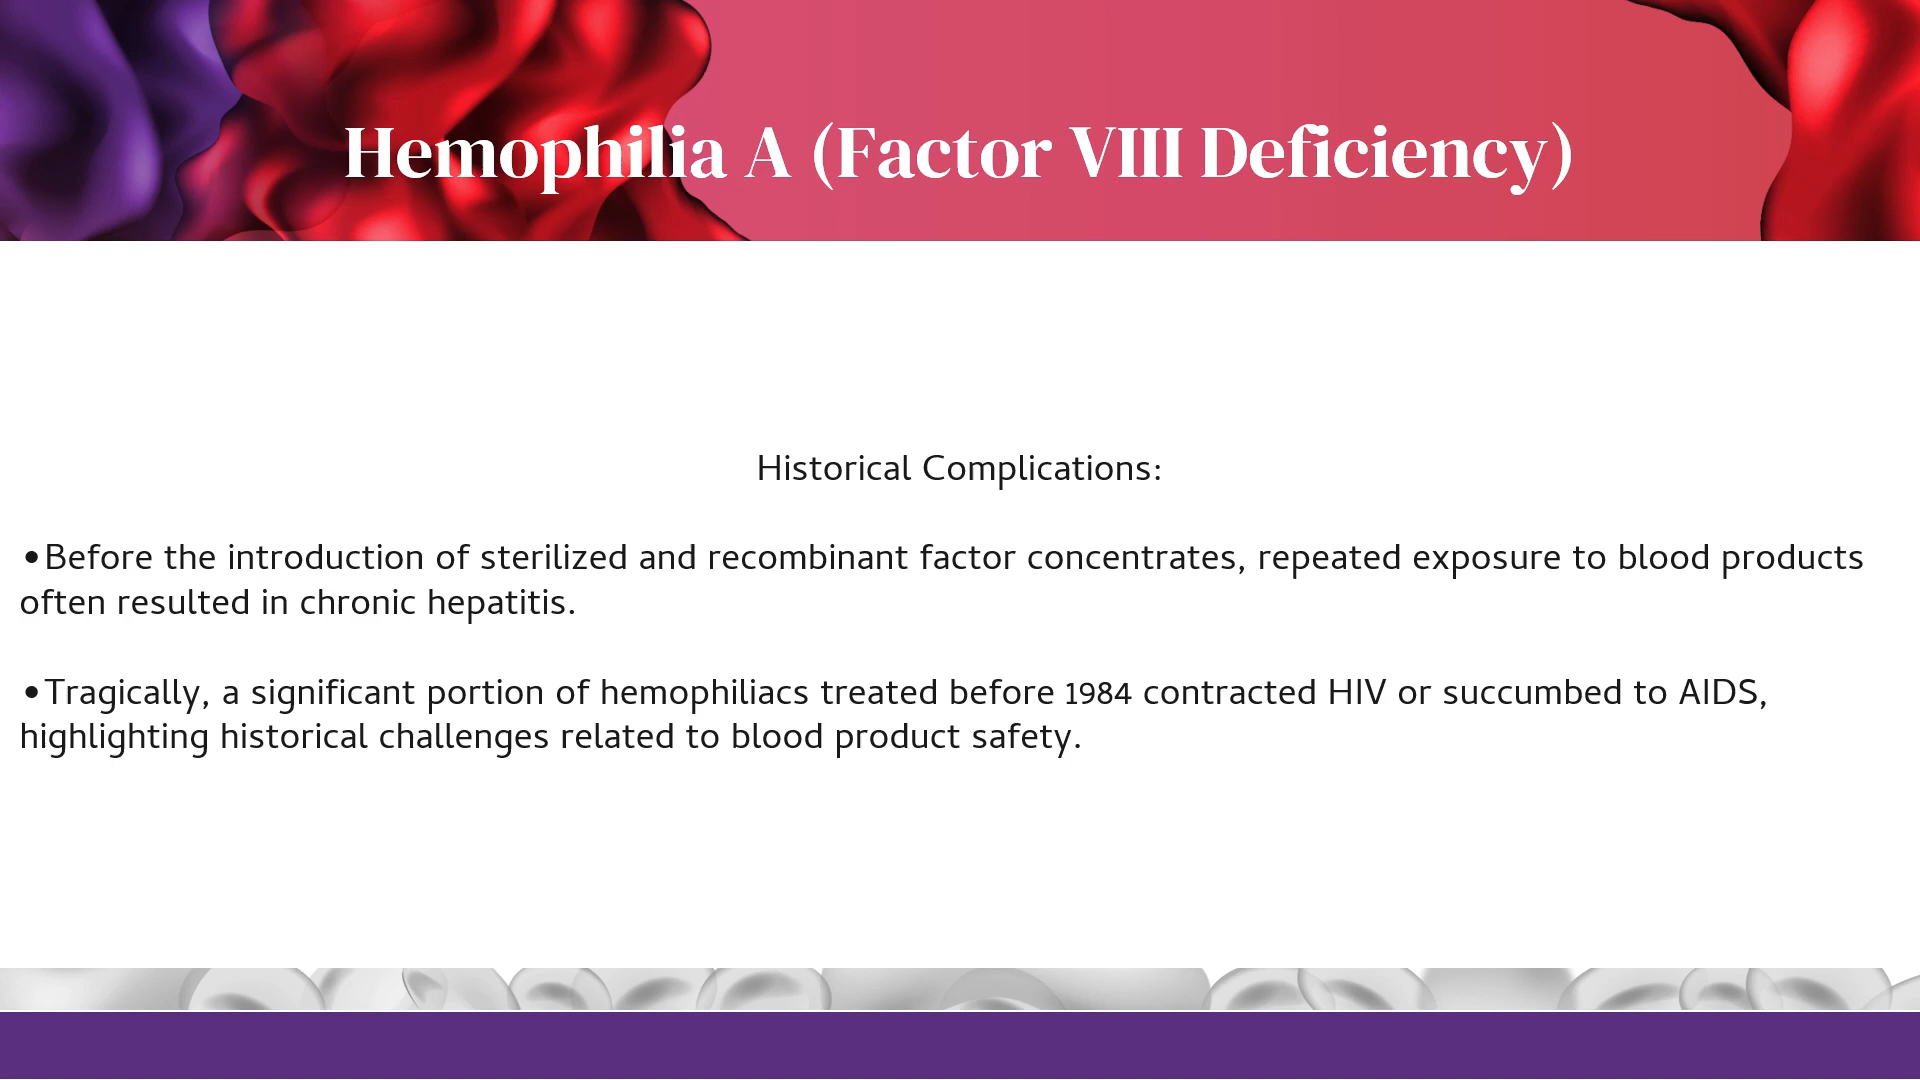 Hemophilia A (Factor VIII Deficiency)
Historical Complications:
•Before the introduction of sterilized and recombinant factor concentrates, repeated exposure to blood products
often resulted in chronic hepatitis.
•Tragically, a significant portion of hemophiliacs treated before 1984 contracted HIV or succumbed to AIDS,
highlighting historical challenges related to blood product safety.